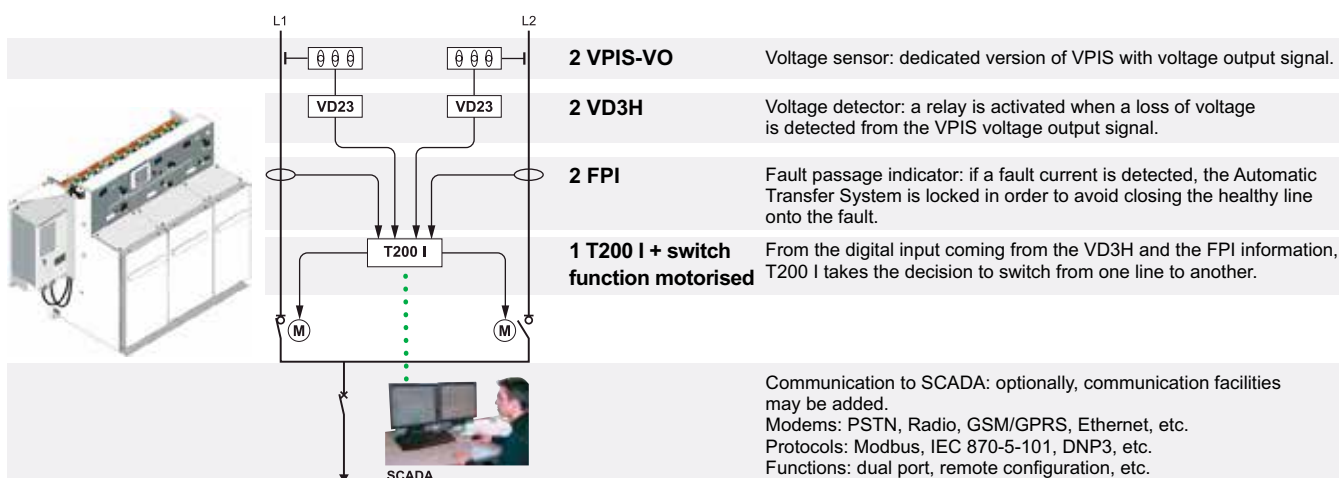 L1
L2
2 VPIS-VO
Voltage sensor: dedicated version of VPIS with voltage output signal.
VD23
VD23
2 VD3H
Voltage detector: a relay is activated when a loss of voltage
is detected from the VPIS voltage output signal.
2 FPI
Fault passage indicator: if a fault current is detected, the Automatic
Transfer System is locked in order to avoid closing the healthy line
onto the fault.
T200 I
1 T200 I + switch
function motorised
From the digital input coming from the VD3H and the FPI information,
T200 I takes the decision to switch from one line to another.
M
M
Communication to SCADA: optionally, communication facilities
may be added.
Modems: PSTN, Radio, GSM/GPRS, Ethernet, etc.
Protocols: Modbus, IEC 870-5-101, DNP3, etc.
Functions: dual port, remote configuration, etc.
SCADA